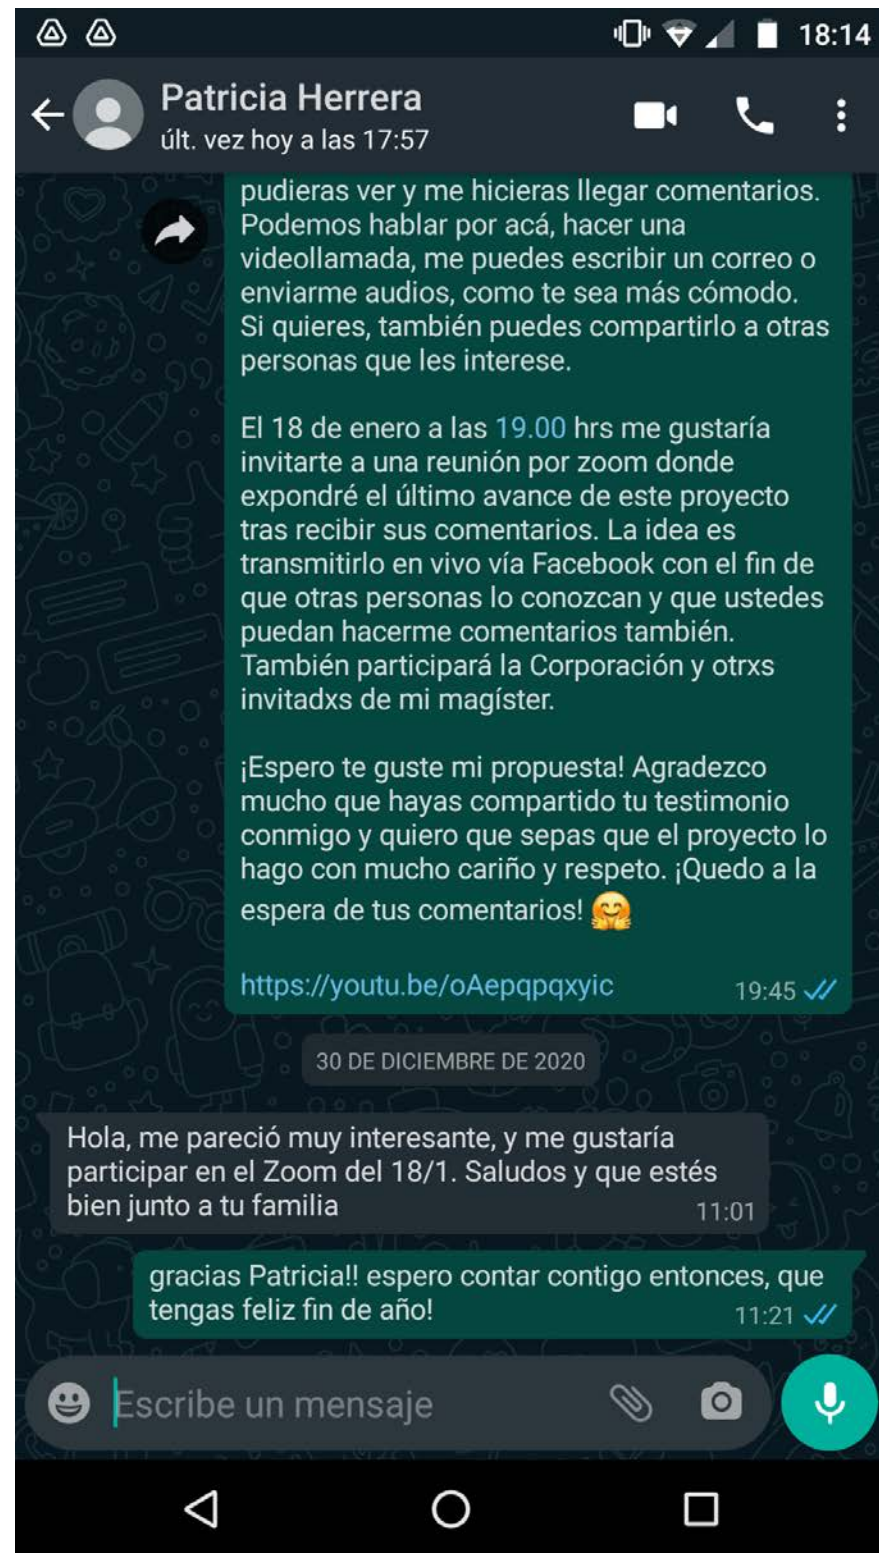 18:14
Patricia Herrera
últ. vez hoy a las 17:57
pudieras ver y me hicieras llegar comentarios.
Podemos hablar por acá, hacer una
videollamada, me puedes escribir un correo o
enviarme audios, como te sea más cómodo.
Si quieres, también puedes compartirlo a otras
personas que les interese.
El 18 de enero a las 19.00 hrs me gustaría
invitarte a una reunión por zoom donde
expondré el último avance de este proyecto
tras recibir sus comentarios. La idea es
transmitirlo en vivo vía Facebook con el fin de
que otras personas lo conozcan y que ustedes
puedan hacerme comentarios también.
También participará la Corporación y otrxs
invitadxs de mi magíster.
¡Espero te guste mi propuesta! Agradezco
mucho que hayas compartido tu testimonio
conmigo y quiero que sepas que el proyecto lo
hago con mucho cariño y respeto. ¡Quedo a la
espera de tus comentarios! 🤗
https://youtu.be/oAepqpqxyic 19:45
30 DE DICIEMBRE DE 2020
Hola, me pareció muy interesante, y me gustaría
participar en el Zoom del 18/1. Saludos y que estés
bien junto a tu familia 11:01
gracias Patricia!! espero contar contigo entonces, que
tengas feliz fin de año! 11:21
Escribe un mensaje